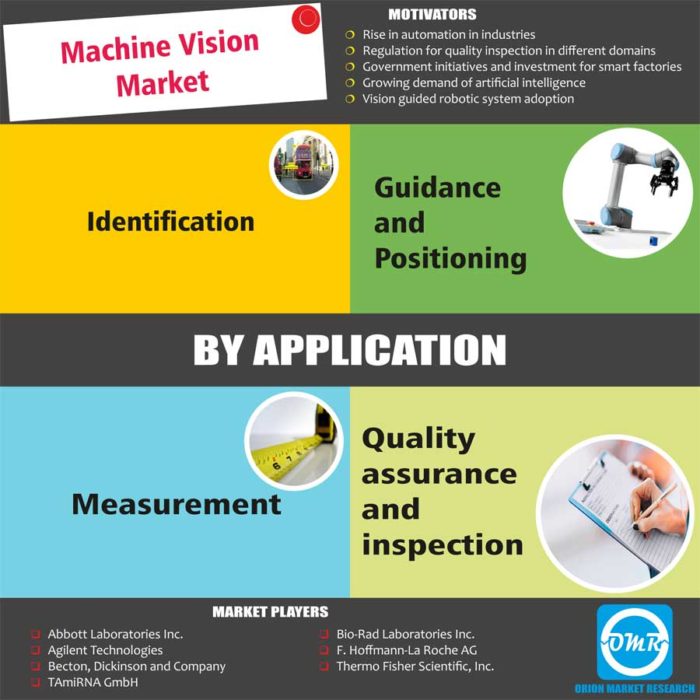 Machine Vision
Market
MOTIVATORS
Rise in automation in industries
Regulation for quality inspection in different domains
Government initiatives and investment for smart factories
Growing demand of artificial intelligence
Vision guided robotic system adoption
Identification
Guidance
and
Positioning
BY APPLICATION
Measurement
6 7 8
Quality
assurance
and
inspection
MARKET PLAYERS
Abbott Laboratories Inc.
Agilent Technologies
Becton, Dickinson and Company
TAmiRNA GmbH
Bio-Rad Laboratories Inc.
F. Hoffmann-La Roche AG
Thermo Fisher Scientific, Inc.
OMR
ORION MARKET RESEARCH